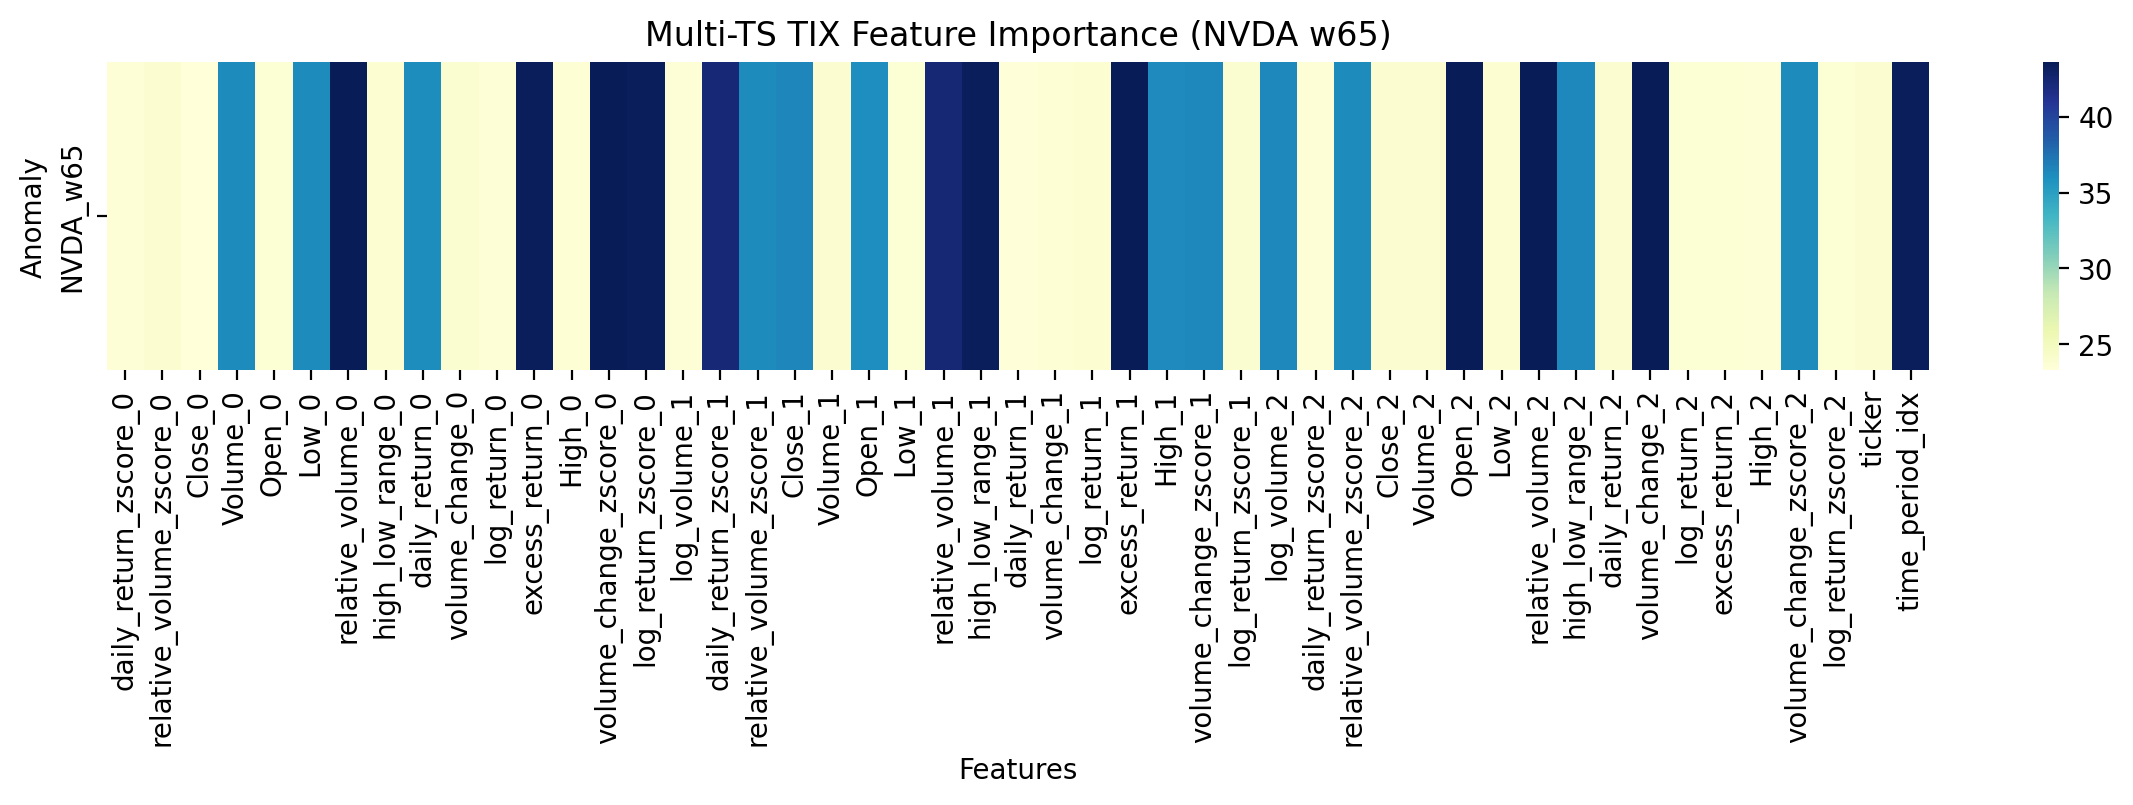 Multi-TS TIX Feature Importance (NVDA w65)
Anomaly
NVDA_w65
40
35
30
25
daily_return_zscore_0
relative_volume_zscore_0
Close_0
Volume_0
Open_0
Low_0
relative_volume_0
high_low_range_0
daily_return_0
volume_change_0
log_return_0
excess_return_0
High_0
volume_change_zscore_0
log_return_zscore_0
log_volume_1
daily_return_zscore_1
relative_volume_zscore_1
Close_1
Volume_1
Open_1
Low_1
relative_volume_1
high_low_range_1
daily_return_1
volume_change_1
log_return_1
excess_return_1
High_1
volume_change_zscore_1
log_return_zscore_1
log_volume_2
daily_return_zscore_2
relative_volume_zscore_2
Close_2
Volume_2
Open_2
Low_2
relative_volume_2
high_low_range_2
daily_return_2
volume_change_2
log_return_2
excess_return_2
High_2
volume_change_zscore_2
log_return_zscore_2
ticker
time_period_idx
Features